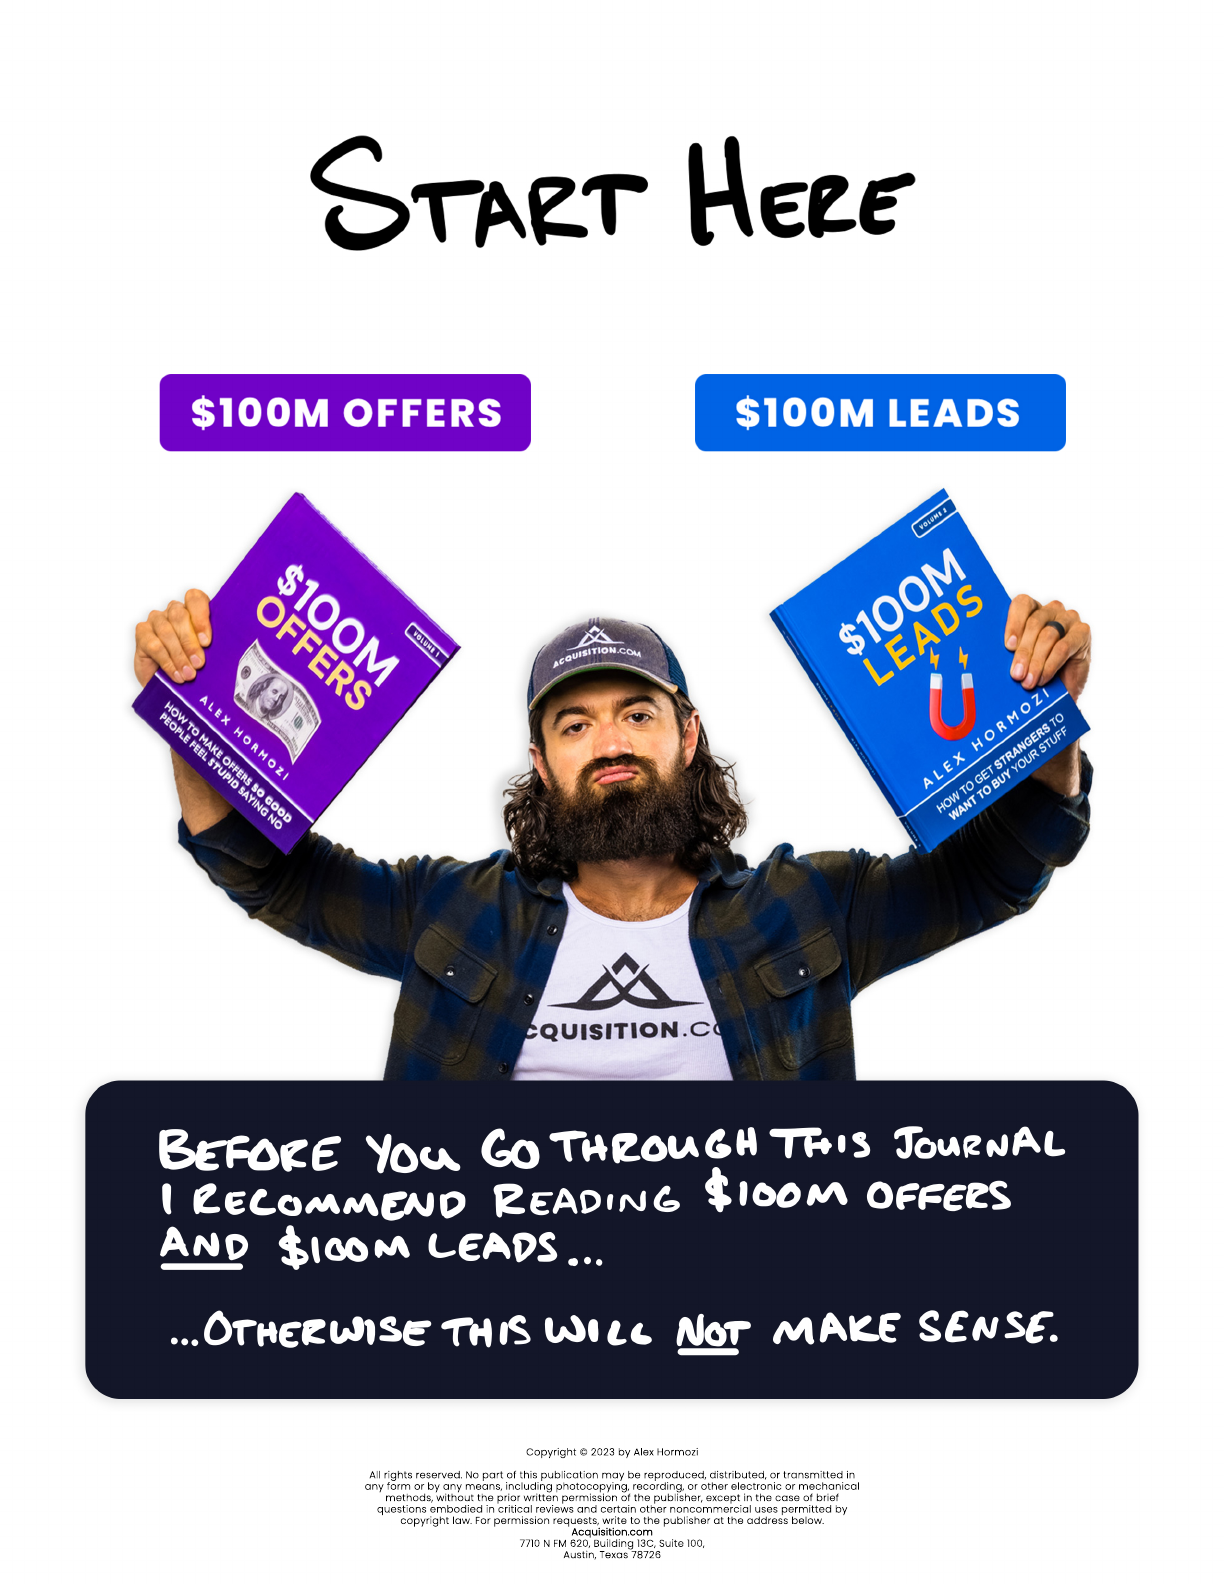 START HERE
$100M OFFERS
$100M LEADS
$100M
OFFERS
VOLUME 1
ALEX HORMOZI
HOW TO MAKE OFFERS SO GOOD
PEOPLE FEEL STUPID SAYING NO
VOLUME 2
$100M
LEADS
ALEX HORMOZI
HOW TO GET STRANGERS TO
WANT TO BUY YOUR STUFF
ACQUISITION.COM
CQUISITION.CO
BEFORE YOU GO THROUGH THIS JOURNAL
I RECOMMEND READING $100M OFFERS
AND $100M LEADS...
...OTHERWISE THIS WILL NOT MAKE SENSE.
Copyright © 2023 by Alex Hormozi
All rights reserved. No part of this publication may be reproduced, distributed, or transmitted in
any form or by any means, including photocopying, recording, or other electronic or mechanical
methods, without the prior written permission of the publisher, except in the case of brief
questions embodied in critical reviews and certain other noncommercial uses permitted by
copyright law. For permission requests, write to the publisher at the address below.
Acquisition.com
7710 N FM 620, Building 13C, Suite 100,
Austin, Texas 78726